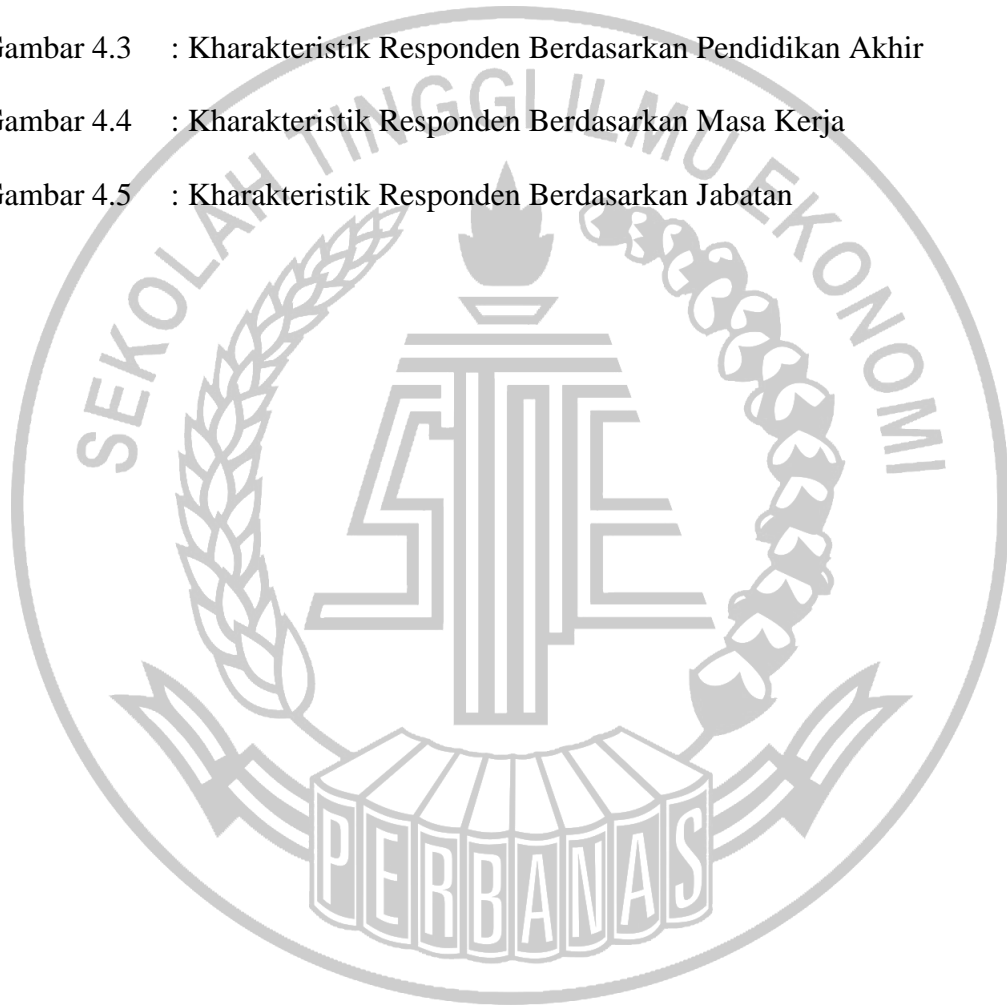 Gambar 4.3 : Kharakteristik Responden Berdasarkan Pendidikan Akhir
Gambar 4.4 : Kharakteristik Responden Berdasarkan Masa Kerja
Gambar 4.5 : Kharakteristik Responden Berdasarkan Jabatan
SEKOLAH TINGGI ILMU EKONOMI
STIE
PERBANAS